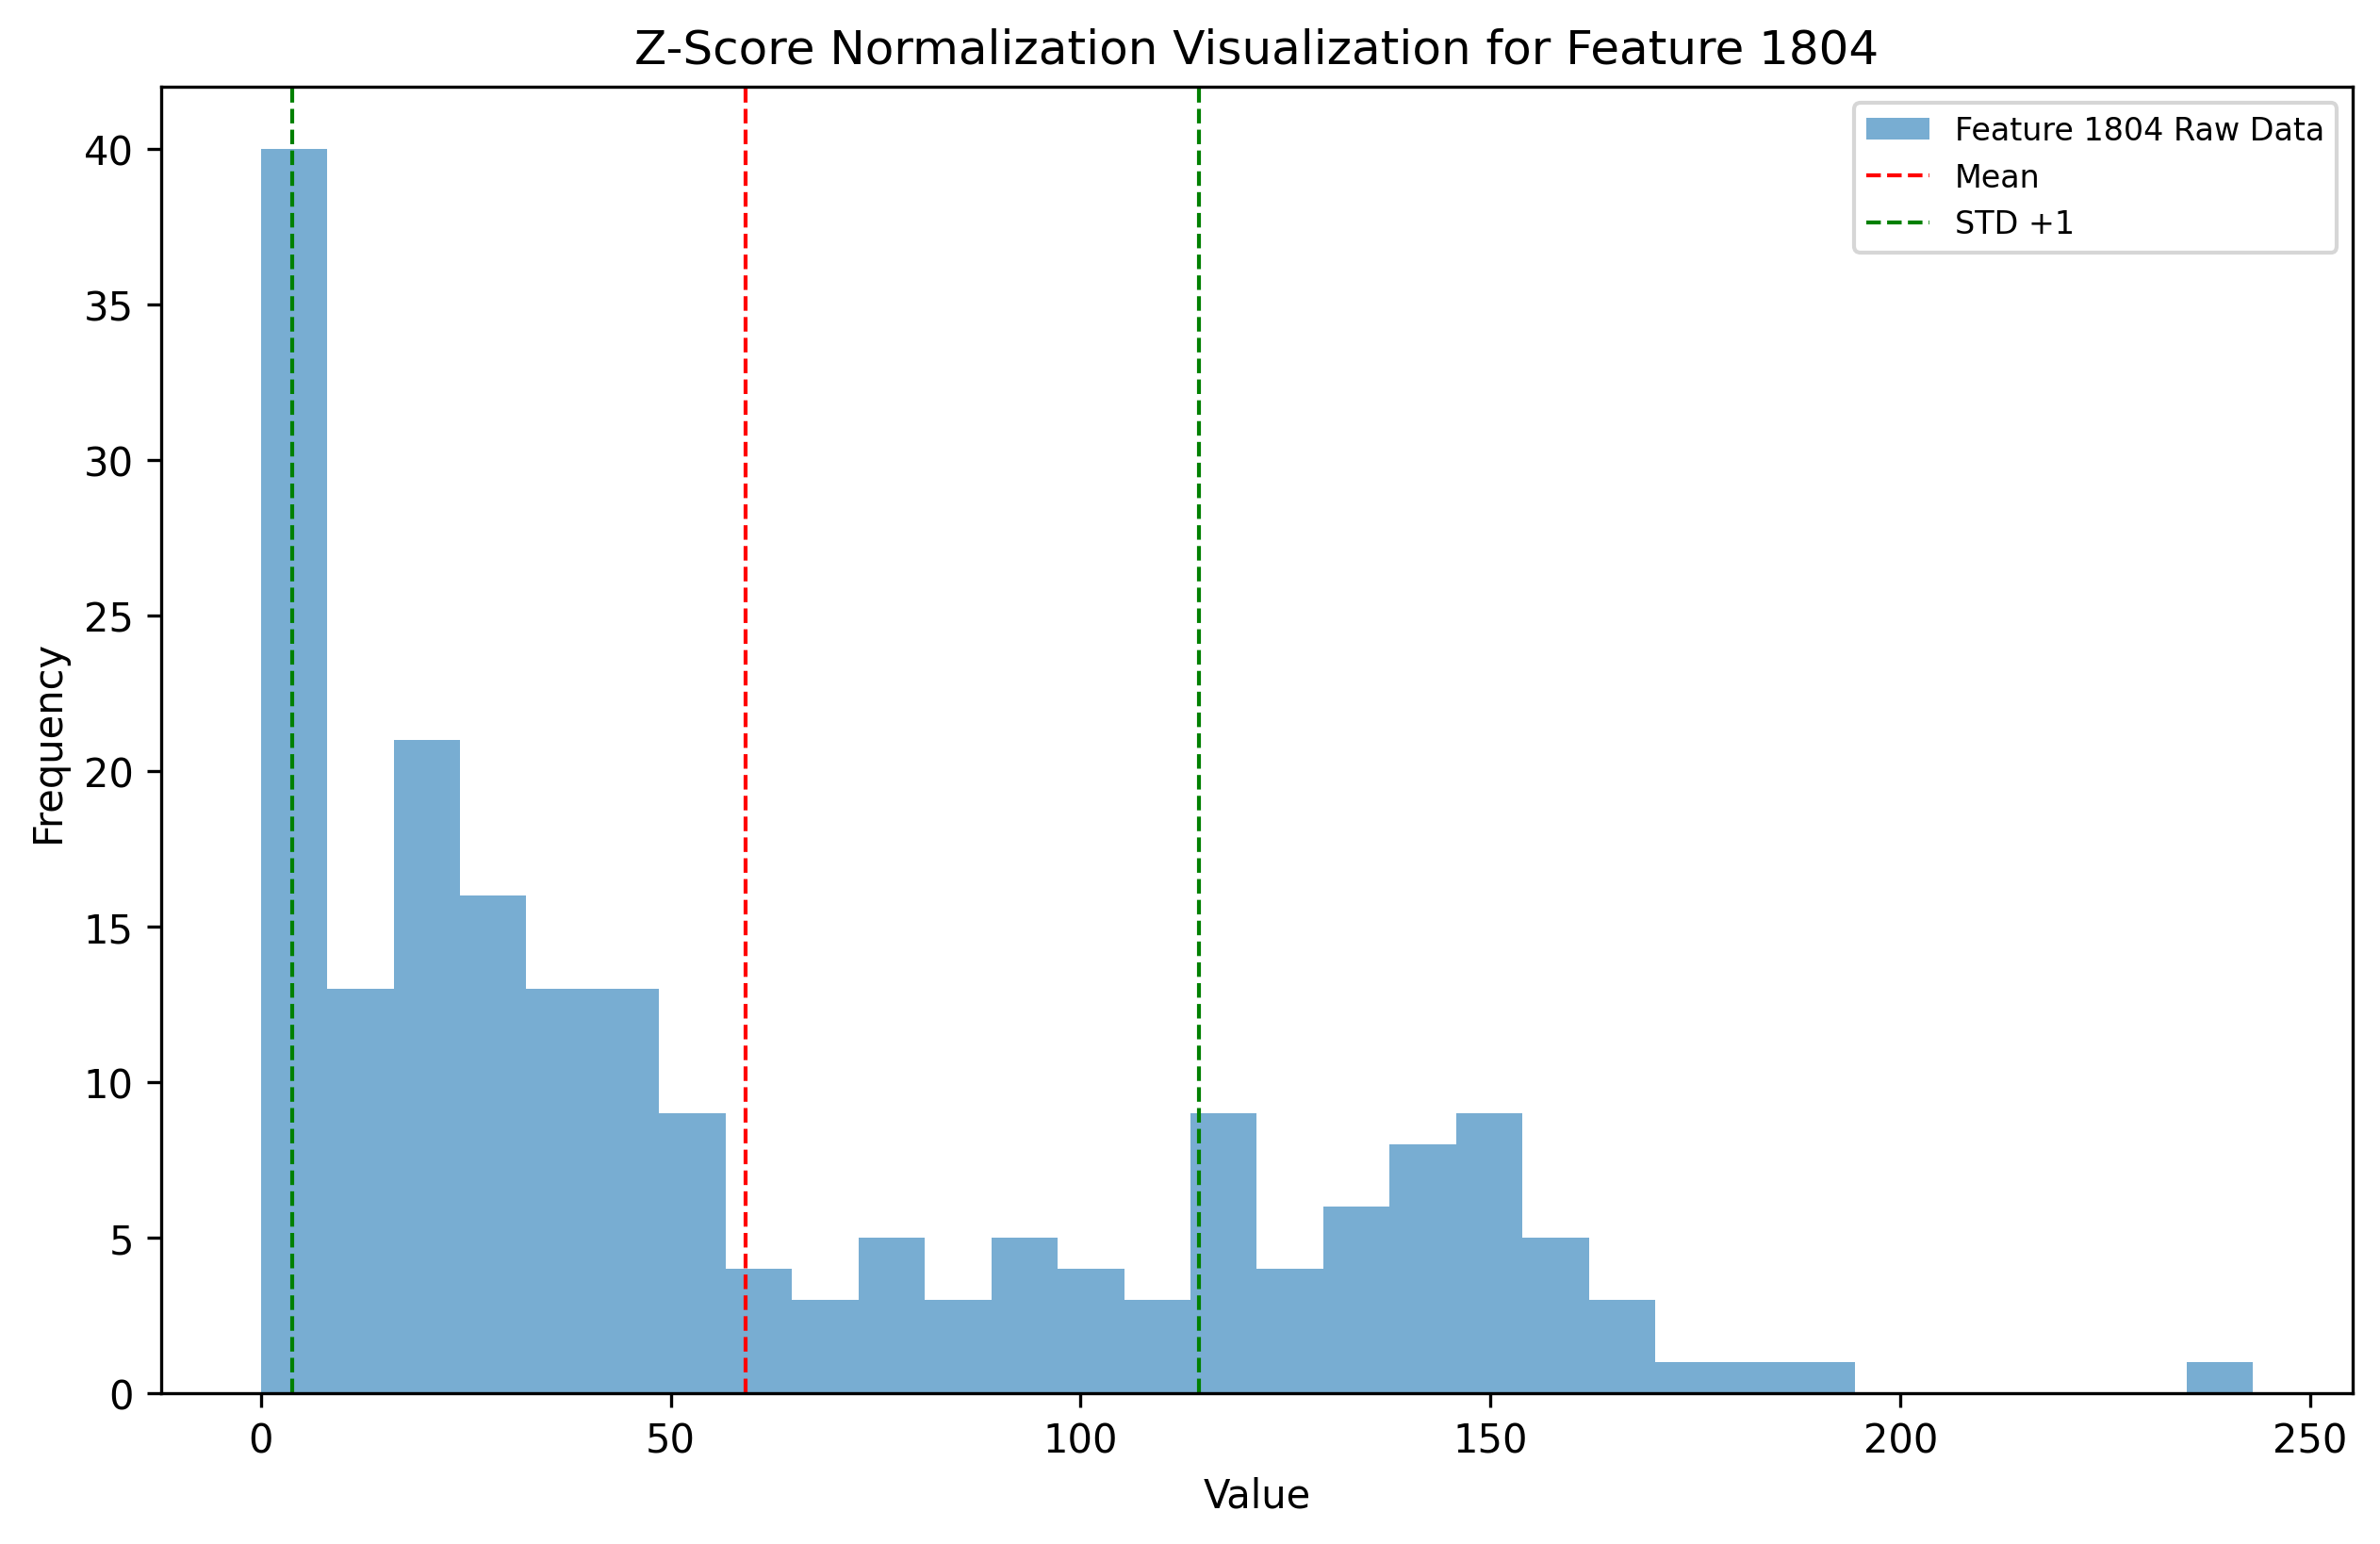 Z-Score Normalization Visualization for Feature 1804
Feature 1804 Raw Data
Mean
STD +1
Frequency
40
35
30
25
20
15
10
5
0
0 50 100 150 200 250
Value